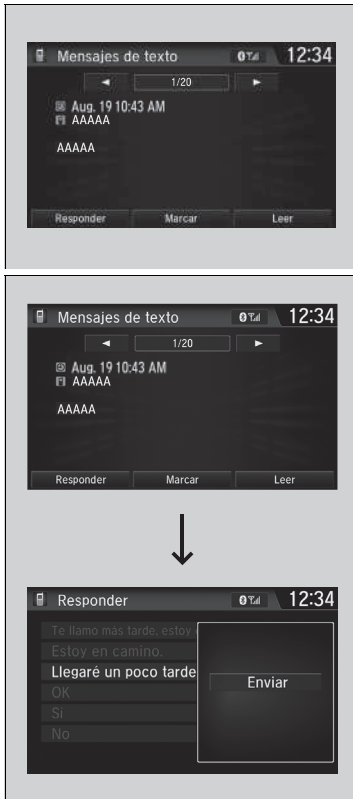 Mensajes de texto 12:34
◄ 1/20 ►
Aug. 19 10:43 AM
AAAAA
AAAAA
Responder Marcar Leer
Mensajes de texto 12:34
◄ 1/20 ►
Aug. 19 10:43 AM
AAAAA
AAAAA
Responder Marcar Leer
Responder 12:34
Te llamo más tarde, estoy
Estoy en camino.
Llegaré un poco tarde
OK
Sí
No
Enviar